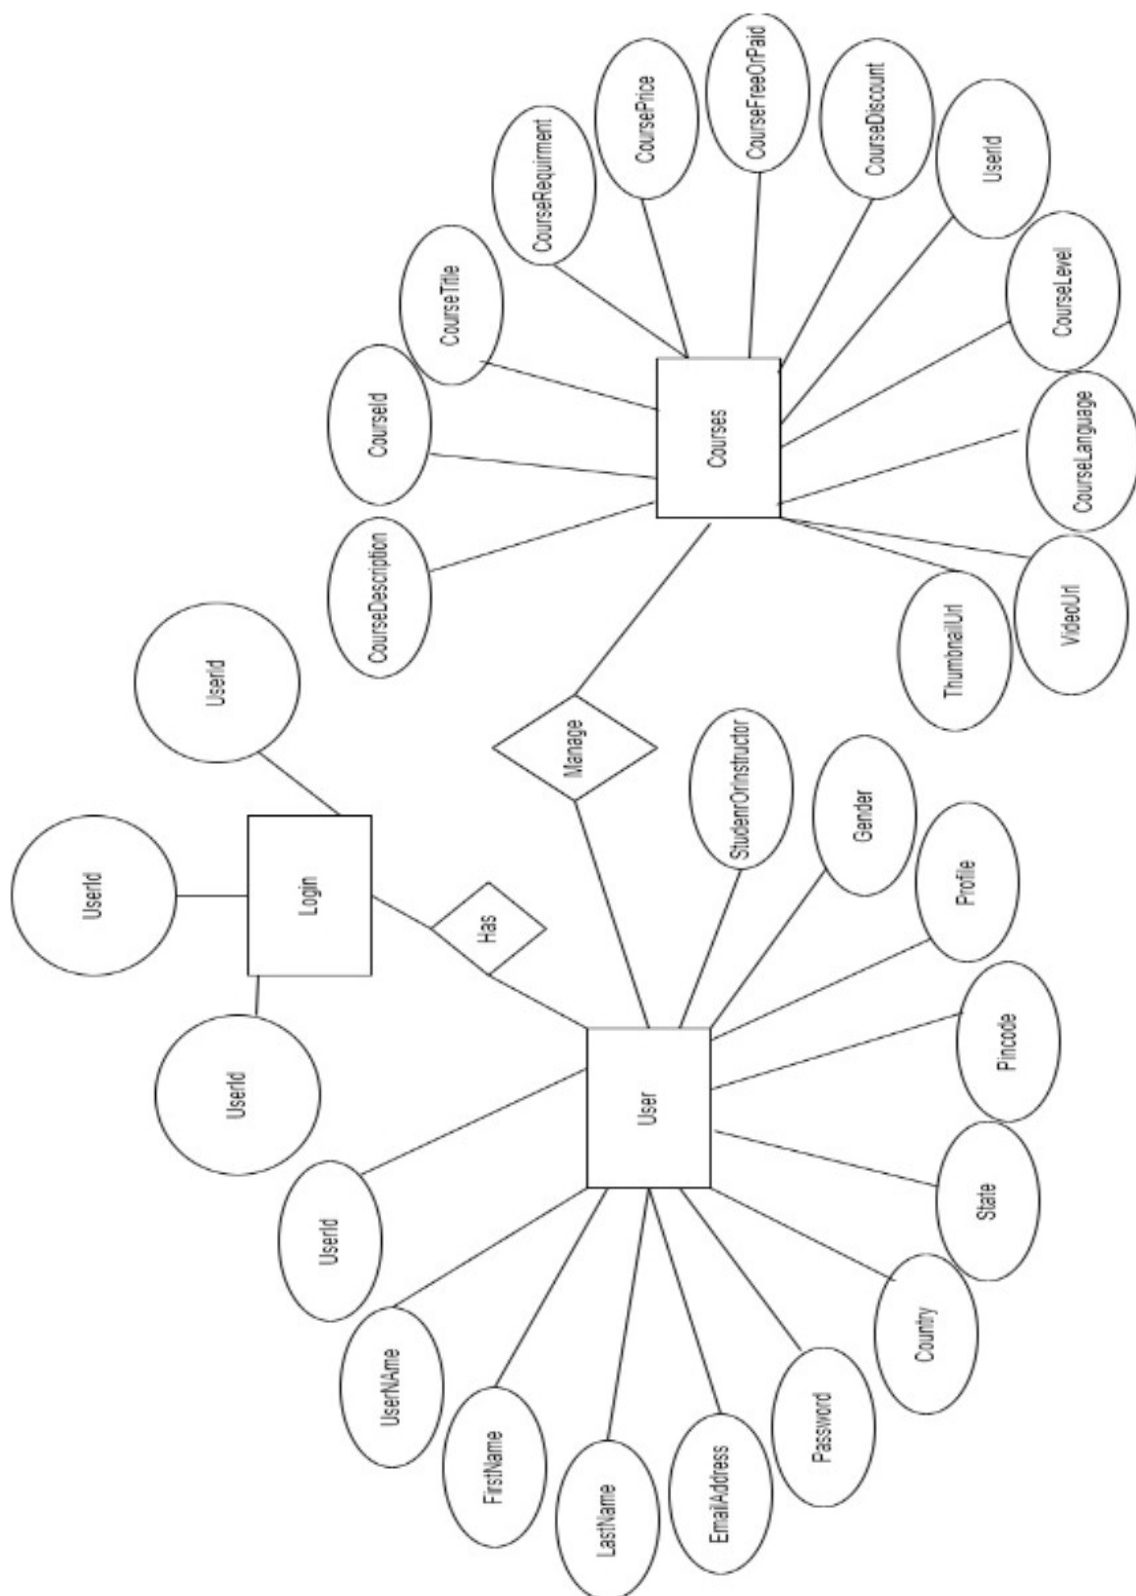 UserId
UserId
UserId
Login
Has
UserId
UserNAme
FirstName
LastName
EmailAddress
Password
Country
State
Pincode
Profile
Gender
StudenrOrInstructor
User
Manage
CourseDescription
CourseId
CourseTitle
CourseRequirment
CoursePrice
CourseFreeOrPaid
CourseDiscount
UserId
CourseLevel
CourseLanguage
VideoUrl
ThumbnailUrl
Courses